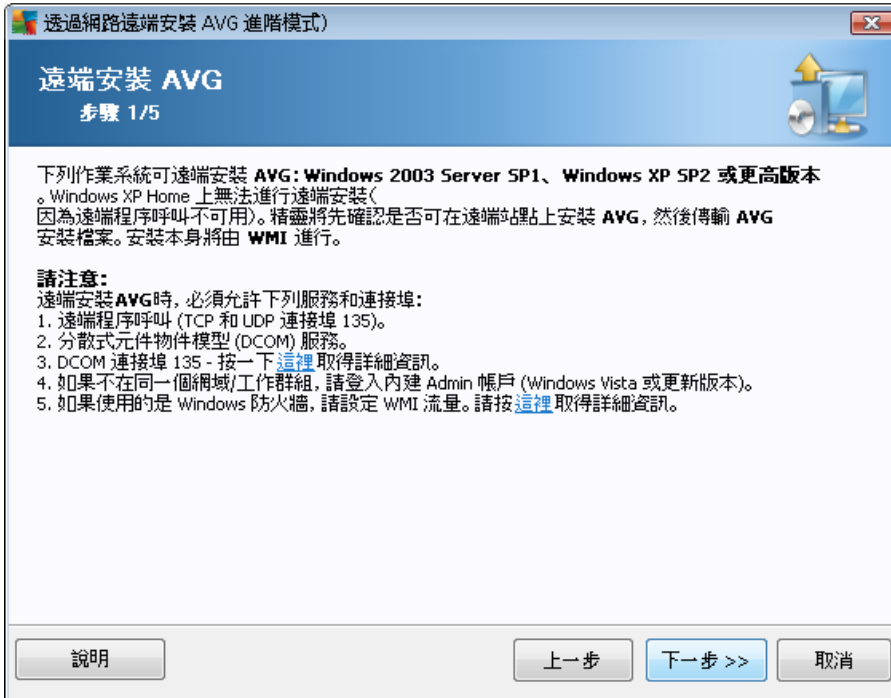 透過網路遠端安裝 AVG 進階模式)
遠端安裝 AVG
步驟 1/5
下列作業系統可遠端安裝 AVG: Windows 2003 Server SP1、Windows XP SP2 或更高版本
。Windows XP Home 上無法進行遠端安裝(
因為遠端程序呼叫不可用)。精靈將先確認是否可在遠端站點上安裝 AVG, 然後傳輸 AVG
安裝檔案。安裝本身將由 WMI 進行。
請注意:
遠端安裝AVG時, 必須允許下列服務和連接埠:
1. 遠端程序呼叫 (TCP 和 UDP 連接埠 135)。
2. 分散式元件物件模型 (DCOM) 服務。
3. DCOM 連接埠 135 - 按一下這裡取得詳細資訊。
4. 如果不在同一個網域/工作群組, 請登入內建 Admin 帳戶 (Windows Vista 或更新版本)。
5. 如果使用的是 Windows 防火牆, 請設定 WMI 流量。請按這裡取得詳細資訊。
說明
上一步
下一步 >>
取消